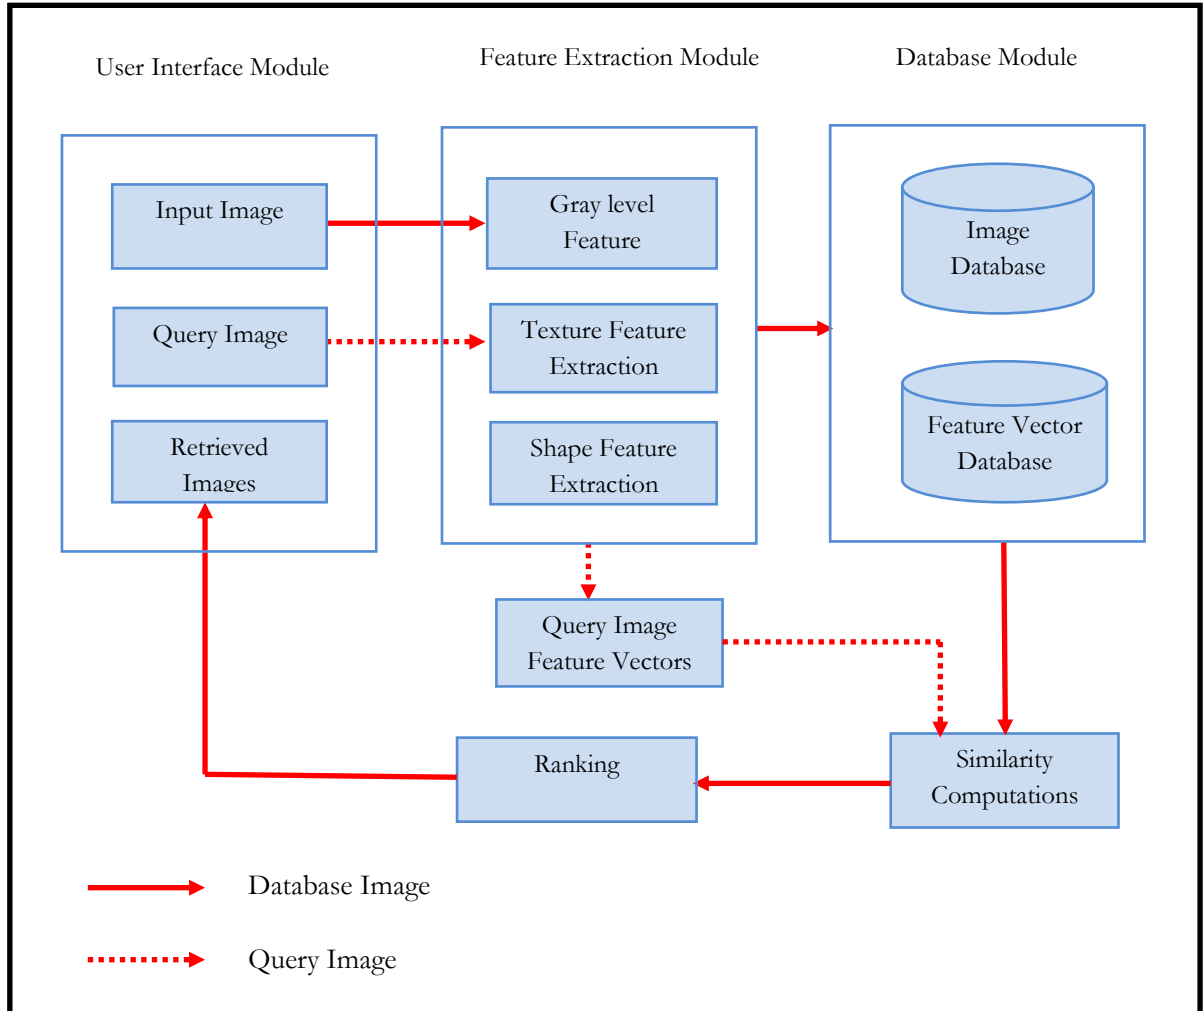 User Interface Module
Feature Extraction Module
Database Module
Input Image
Query Image
Retrieved
Images
Gray level
Feature
Texture Feature
Extraction
Shape Feature
Extraction
Image
Database
Feature Vector
Database
Query Image
Feature Vectors
Similarity
Computations
Ranking
Database Image
Query Image